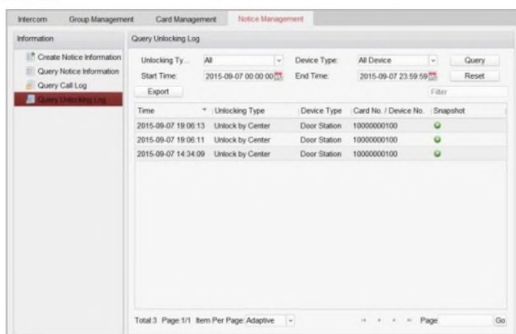 Intercom Group Management Card Management Notice Management
Information
Create Notice Information
Query Notice Information
Query Call Log
Query Unlocking Log
Query Unlocking Log
Unlocking Ty... All Device Type: All Device Query
Start Time: 2015-09-07 00:00:00 End Time: 2015-09-07 23:59:59 Reset
Export Filter
Time Unlocking Type Device Type Card No. / Device No. Snapshot
2015-09-07 19:06:13 Unlock by Center Door Station 10000000100
2015-09-07 19:06:11 Unlock by Center Door Station 10000000100
2015-09-07 14:34:09 Unlock by Center Door Station 10000000100
Total:3 Page:1/1 Item Per Page: Adaptive Page Go